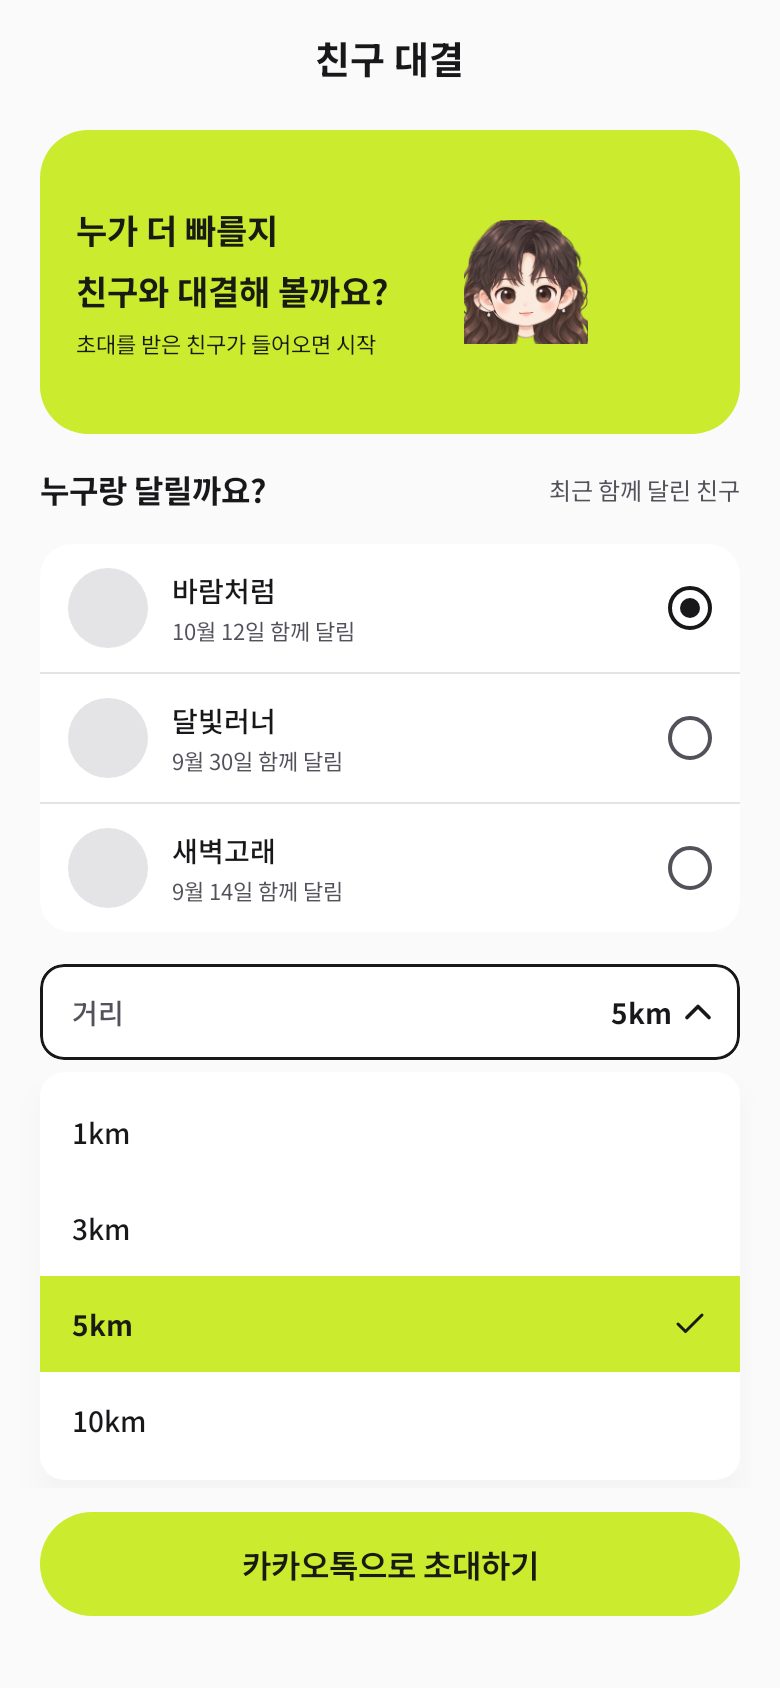 친구 대결
누가 더 빠를지
친구와 대결해 볼까요?
초대를 받은 친구가 들어오면 시작
누구랑 달릴까요?
최근 함께 달린 친구
바람처럼
10월 12일 함께 달림
달빛러너
9월 30일 함께 달림
새벽고래
9월 14일 함께 달림
거리
5km
1km
3km
5km
10km
카카오톡으로 초대하기